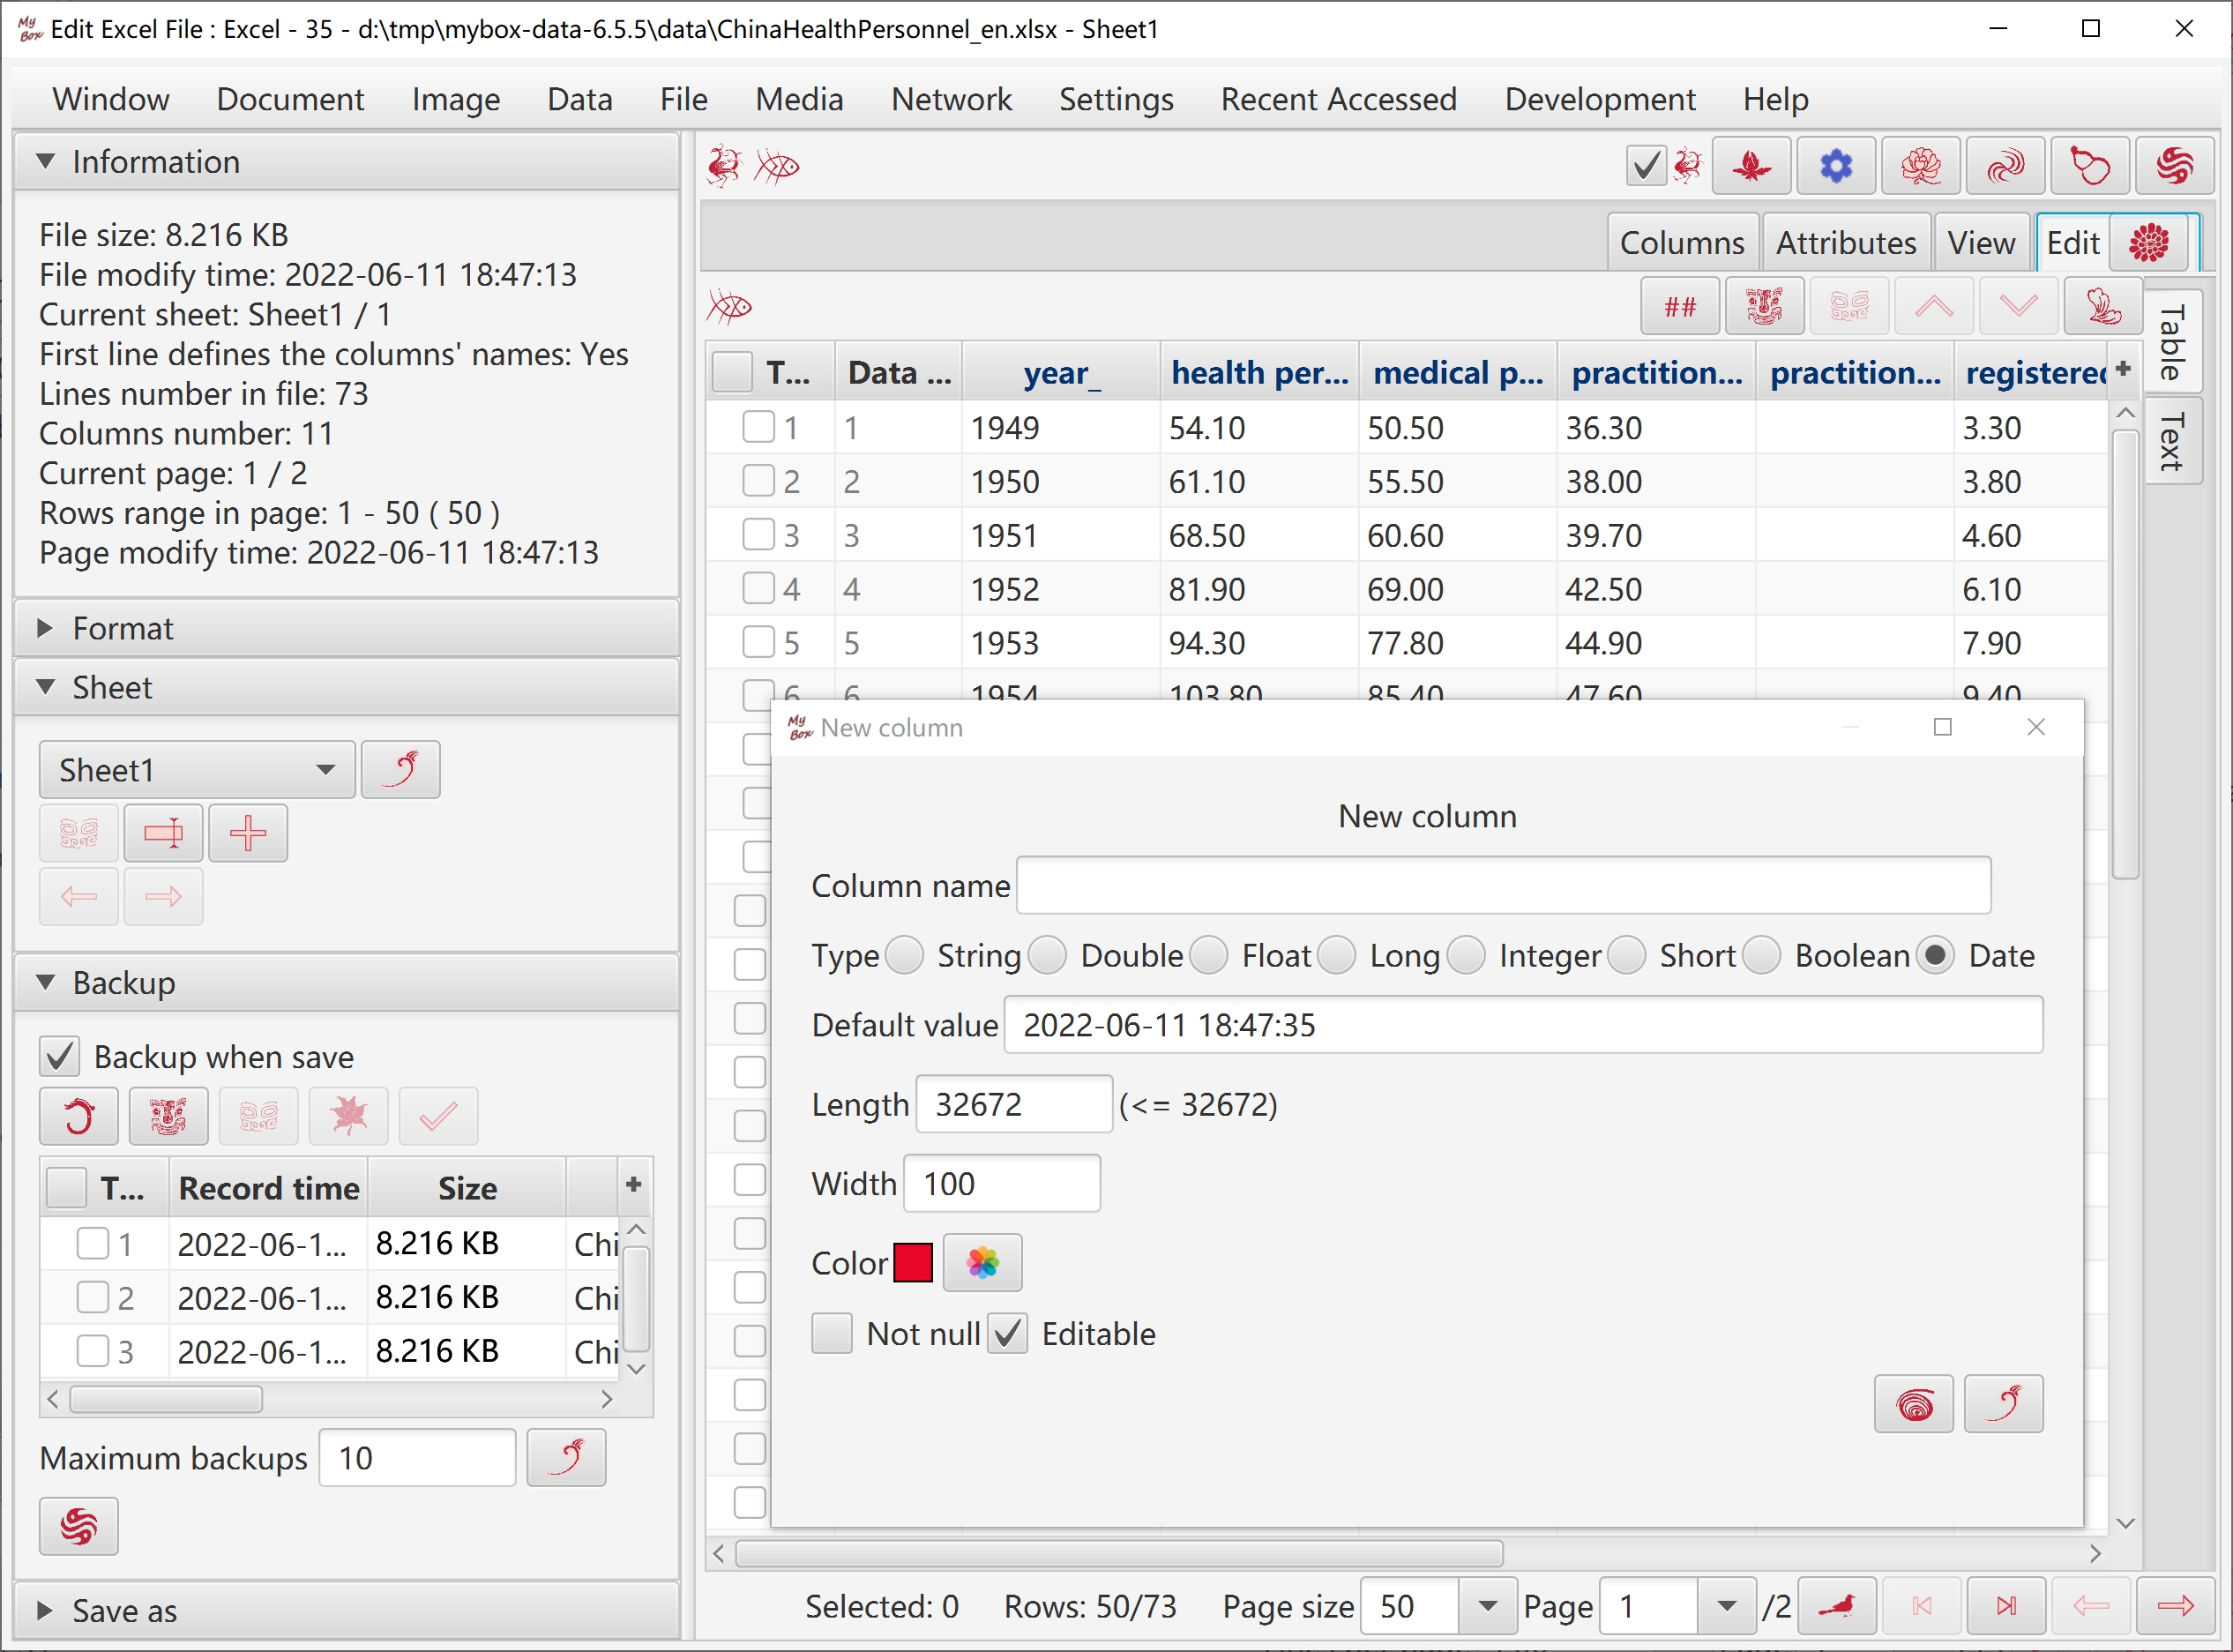 My Box Edit Excel File : Excel - 35 - d:\tmp\mybox-data-6.5.5\data\ChinaHealthPersonnel_en.xlsx - Sheet1
Window Document Image Data File Media Network Settings Recent Accessed Development Help
Information
File size: 8.216 KB
File modify time: 2022-06-11 18:47:13
Current sheet: Sheet1 / 1
First line defines the columns' names: Yes
Lines number in file: 73
Columns number: 11
Current page: 1 / 2
Rows range in page: 1 - 50 ( 50 )
Page modify time: 2022-06-11 18:47:13
Format
Sheet
Sheet1
Backup
Backup when save
T... Record time Size
1 2022-06-1... 8.216 KB Chi
2 2022-06-1... 8.216 KB Chi
3 2022-06-1... 8.216 KB Chi
Maximum backups 10
Save as
Columns Attributes View Edit
##
Table
Text
T... Data ... year_ health per... medical p... practition... practition... registered
1 1 1949 54.10 50.50 36.30 3.30
2 2 1950 61.10 55.50 38.00 3.80
3 3 1951 68.50 60.60 39.70 4.60
4 4 1952 81.90 69.00 42.50 6.10
5 5 1953 94.30 77.80 44.90 7.90
6 6 1954 103.80 85.40 47.60 9.40
My Box New column
New column
Column name
Type String Double Float Long Integer Short Boolean Date
Default value 2022-06-11 18:47:35
Length 32672 (<= 32672)
Width 100
Color
Not null Editable
Selected: 0 Rows: 50/73 Page size 50 Page 1 /2